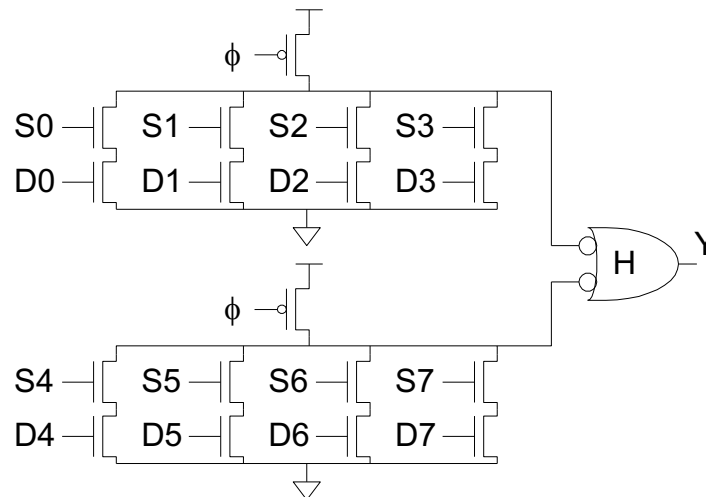 ϕ
S0 S1 S2 S3
D0 D1 D2 D3
H Y
ϕ
S4 S5 S6 S7
D4 D5 D6 D7